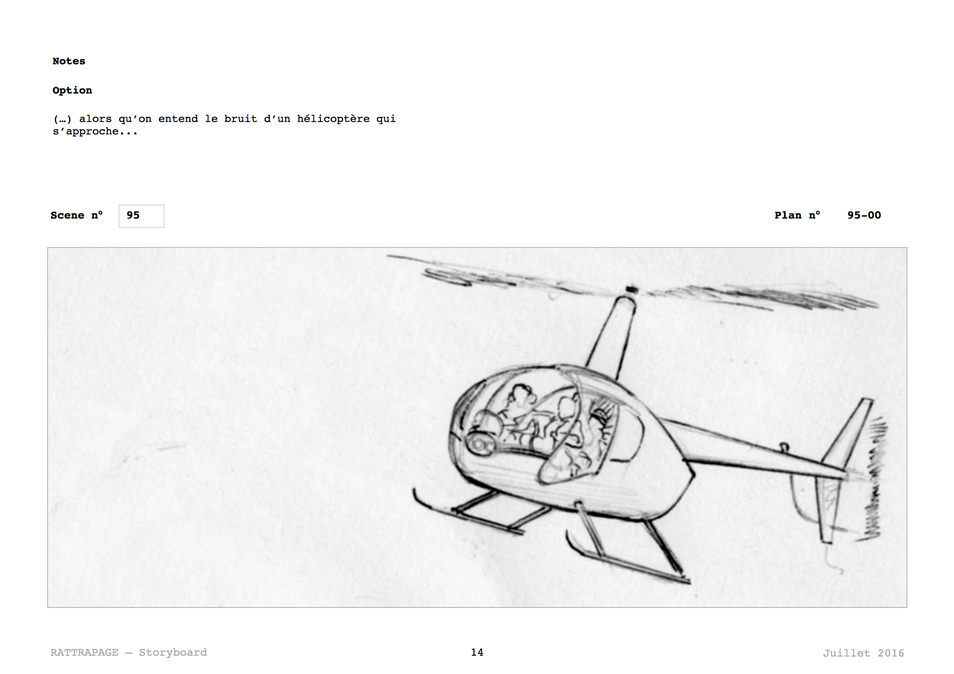 Notes
Option
(…) alors qu’on entend le bruit d’un hélicoptère qui
s’approche...
Scene n° 95
Plan n° 95-00
RATTRAPAGE — Storyboard
14
Juillet 2016